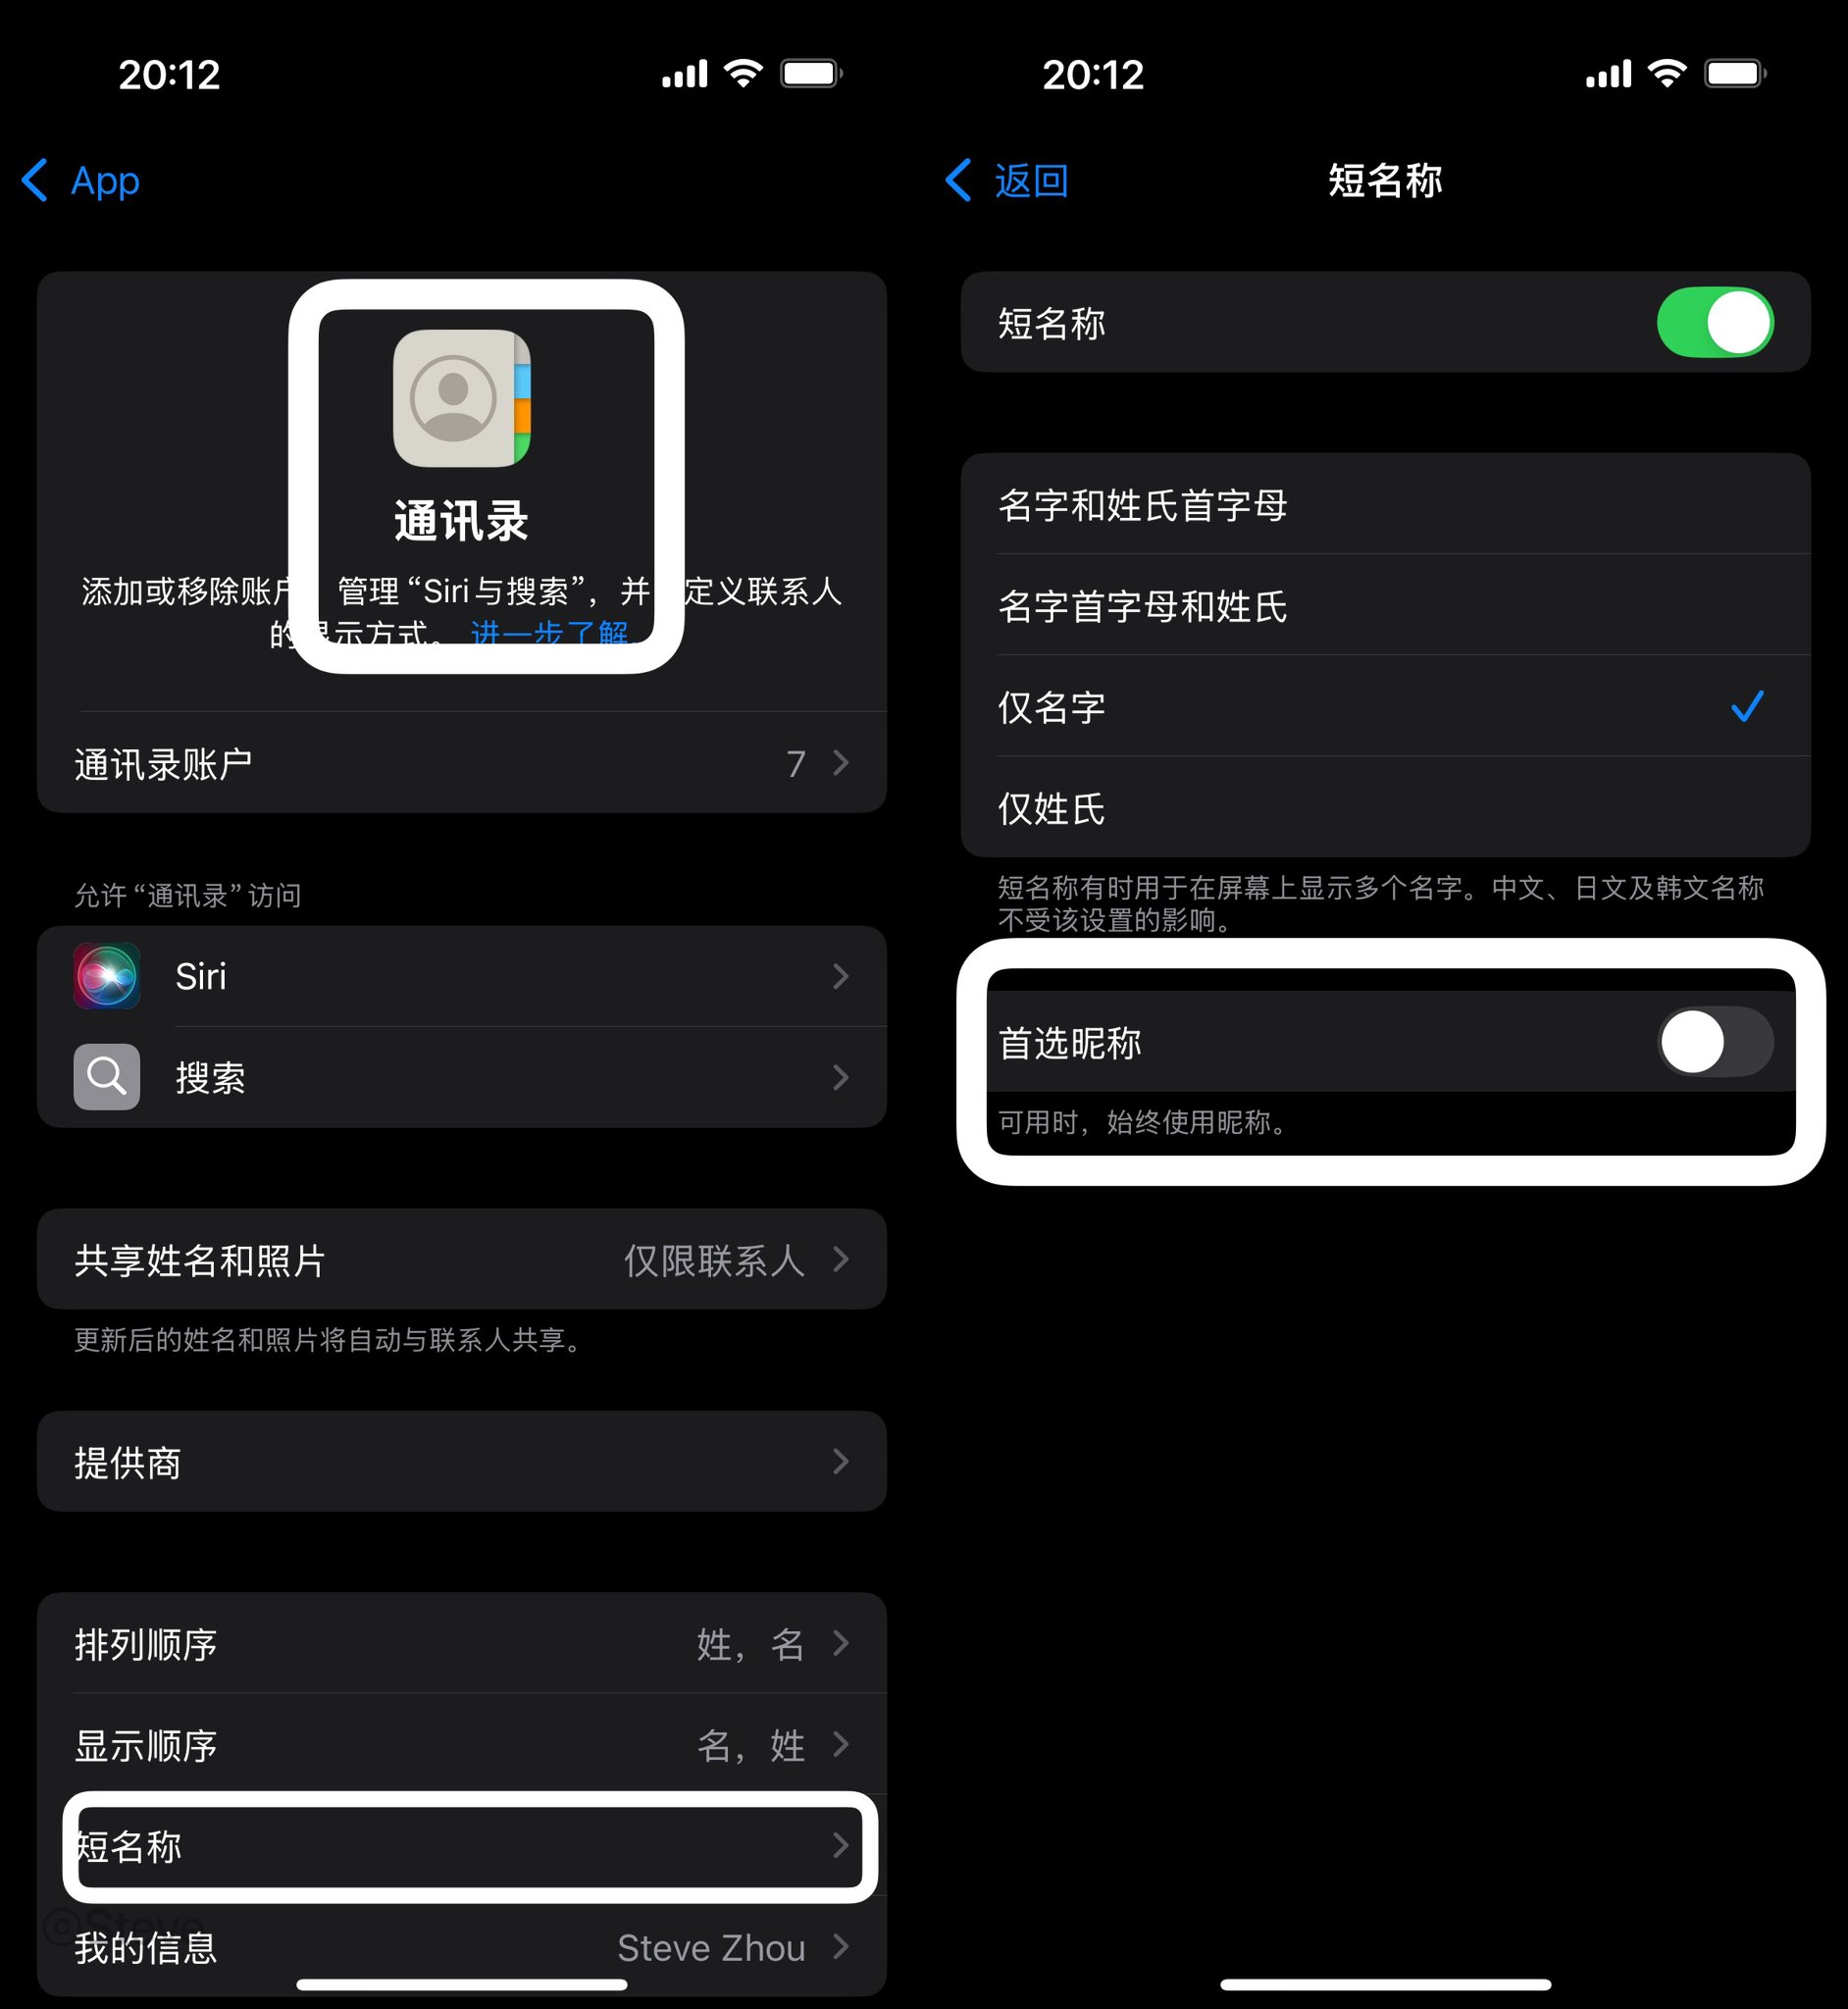 20:12
App
通讯录
添加或移除账户、管理 “Siri 与搜索”，并 定义联系人
的显示方式。 进一步了解
通讯录账户 7
允许 “通讯录” 访问
Siri
搜索
共享姓名和照片 仅限联系人
更新后的姓名和照片将自动与联系人共享。
提供商
排列顺序 姓，名
显示顺序 名，姓
短名称
©Steve
我的信息 Steve Zhou
20:12
返回 短名称
短名称
名字和姓氏首字母
名字首字母和姓氏
仅名字
仅姓氏
短名称有时用于在屏幕上显示多个名字。中文、日文及韩文名称
不受该设置的影响。
首选昵称
可用时，始终使用昵称。